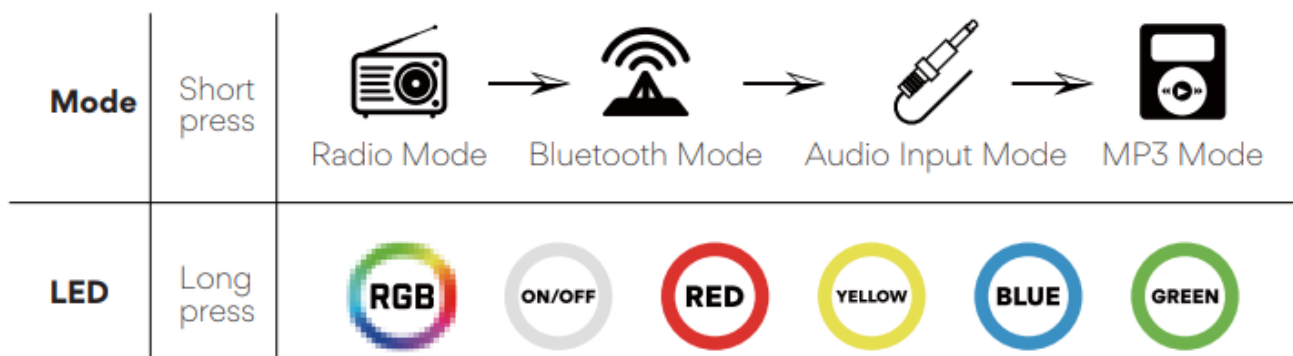 Mode
Short
press
Radio Mode
Bluetooth Mode
Audio Input Mode
MP3 Mode
LED
Long
press
RGB
ON/OFF
RED
YELLOW
BLUE
GREEN